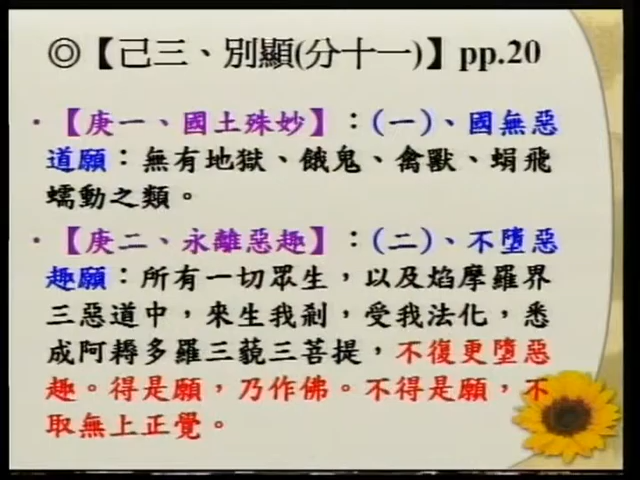 ◎【己三、別顯(分十一)】pp.20
•【庚一、國土殊妙】：(一)、國無惡
道願：無有地獄、餓鬼、禽獸、蜎飛
蠕動之類。
•【庚二、永離惡趣】：(二)、不墮惡
趣願：所有一切眾生，以及焰摩羅界
三惡道中，來生我剎，受我法化，悉
成阿耨多羅三藐三菩提，不復更墮惡
趣。得是願，乃作佛。不得是願，不
取無上正覺。